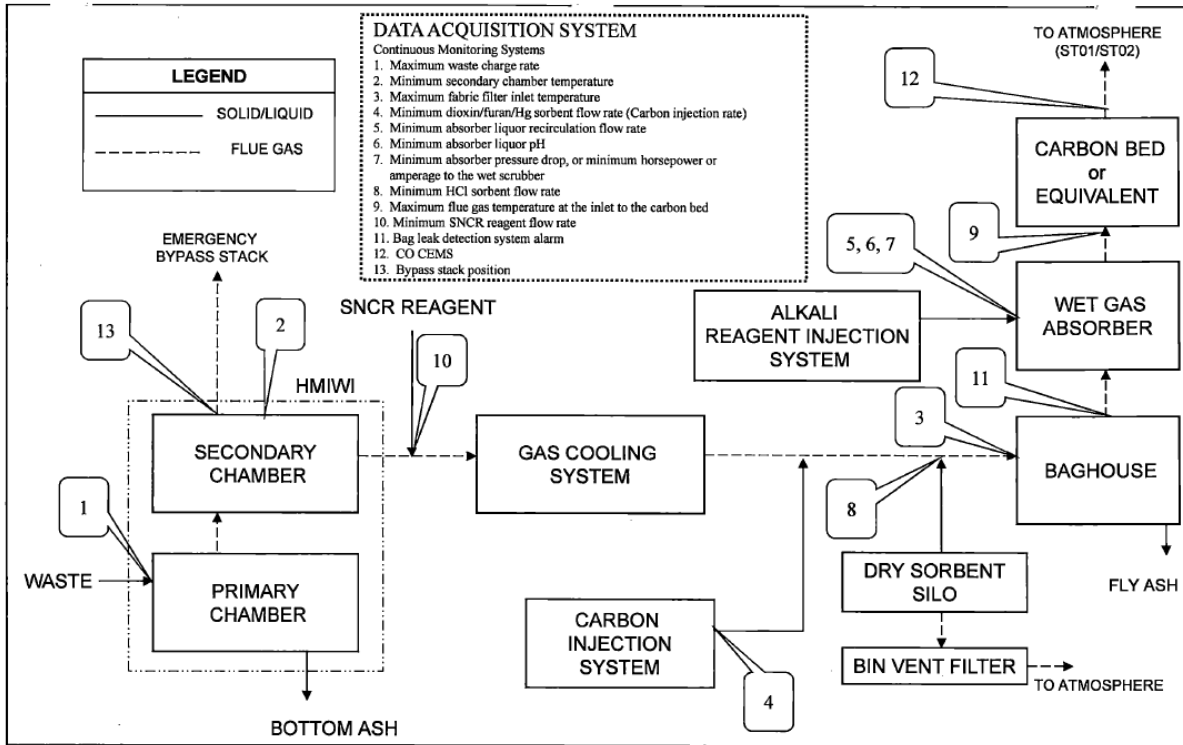 DATA ACQUISITION SYSTEM
Continuous Monitoring Systems
1. Maximum waste charge rate
2. Minimum secondary chamber temperature
3. Maximum fabric filter inlet temperature
4. Minimum dioxin/furan/Hg sorbent flow rate (Carbon injection rate)
5. Minimum absorber liquor recirculation flow rate
6. Minimum absorber liquor pH
7. Minimum absorber pressure drop, or minimum horsepower or
amperage to the wet scrubber
8. Minimum HCl sorbent flow rate
9. Maximum flue gas temperature at the inlet to the carbon bed
10. Minimum SNCR reagent flow rate
11. Bag leak detection system alarm
12. CO CEMS
13. Bypass stack position
LEGEND
SOLID/LIQUID
FLUE GAS
TO ATMOSPHERE
(ST01/ST02)
12
CARBON BED
or
EQUIVALENT
9
5, 6, 7
WET GAS
ABSORBER
ALKALI
REAGENT INJECTION
SYSTEM
EMERGENCY
BYPASS STACK
SNCR REAGENT
13
2
10
HMIWI
11
3
SECONDARY
CHAMBER
GAS COOLING
SYSTEM
BAGHOUSE
8
1
WASTE
PRIMARY
CHAMBER
DRY SORBENT
SILO
FLY ASH
CARBON
INJECTION
SYSTEM
BIN VENT FILTER
TO ATMOSPHERE
4
BOTTOM ASH